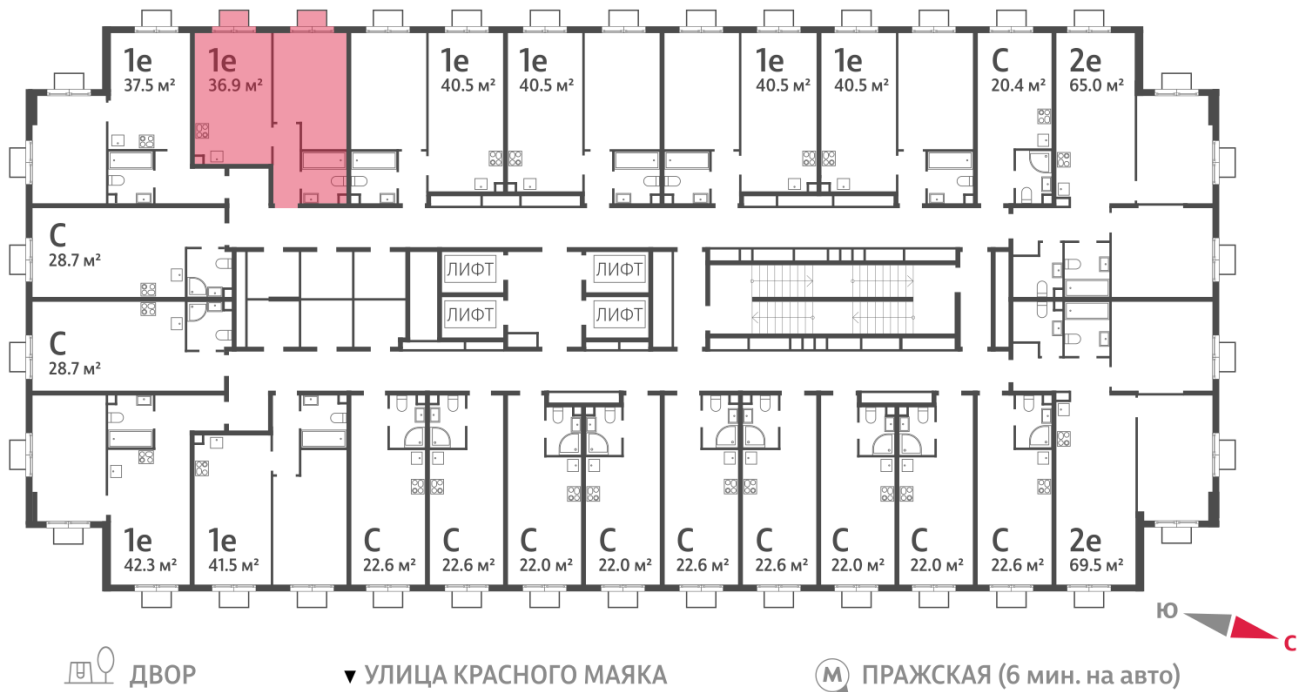 1е
37.5 м²
1е
36.9 м²
1е
40.5 м²
1е
40.5 м²
1е
40.5 м²
1е
40.5 м²
С
20.4 м²
2е
65.0 м²
С
28.7 м²
ЛИФТ
ЛИФТ
ЛИФТ
ЛИФТ
С
28.7 м²
1е
42.3 м²
1е
41.5 м²
С
22.6 м²
С
22.6 м²
С
22.0 м²
С
22.0 м²
С
22.6 м²
С
22.6 м²
С
22.0 м²
С
22.0 м²
С
22.6 м²
2е
69.5 м²
Ю
С
ДВОР
▼ УЛИЦА КРАСНОГО МАЯКА
М ПРАЖСКАЯ (6 мин. на авто)